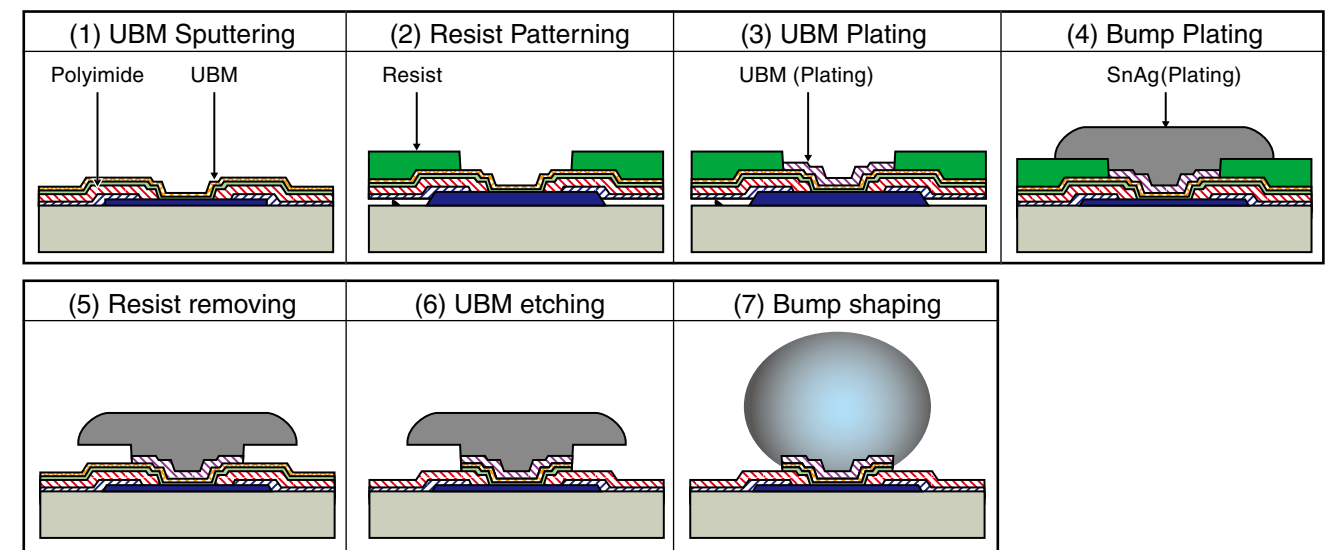 (1) UBM Sputtering
(2) Resist Patterning
(3) UBM Plating
(4) Bump Plating
Polyimide
UBM
Resist
UBM (Plating)
SnAg(Plating)
(5) Resist removing
(6) UBM etching
(7) Bump shaping